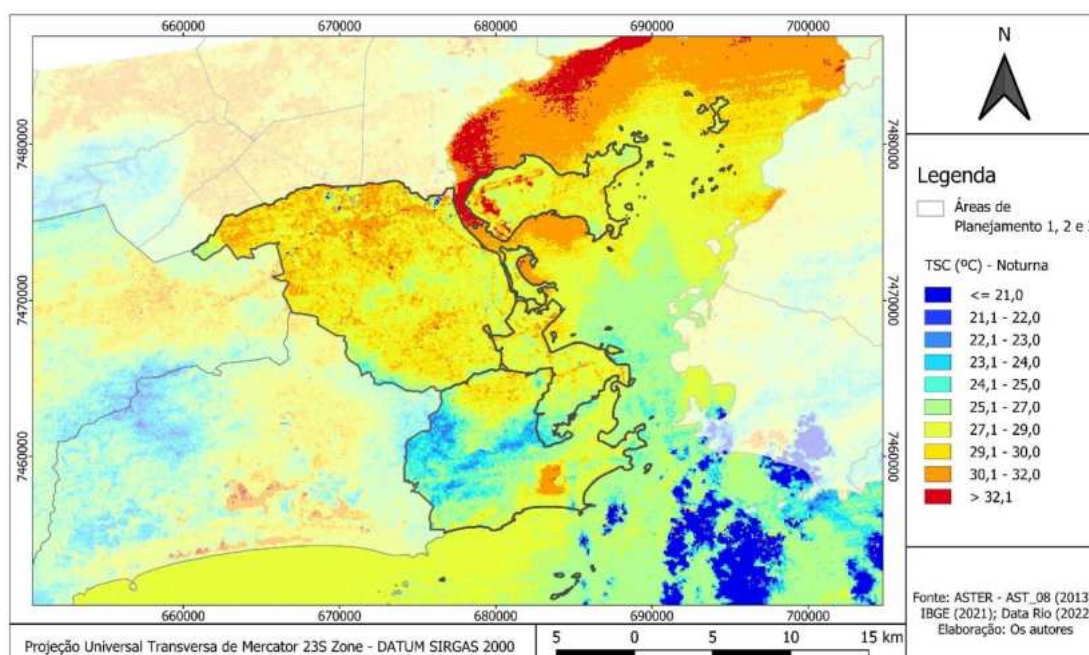 660000 670000 680000 690000 700000
N
7480000 7480000
7470000 7470000
7460000 7460000
Legenda
Áreas de
Planejamento 1, 2 e
TSC (ºC) - Noturna
<= 21,0
21,1 - 22,0
22,1 - 23,0
23,1 - 24,0
24,1 - 25,0
25,1 - 27,0
27,1 - 29,0
29,1 - 30,0
30,1 - 32,0
> 32,1
660000 670000 680000 690000 700000
Fonte: ASTER - AST_08 (2013
IBGE (2021); Data Rio (2022
Elaboração: Os autores
Projeção Universal Transversa de Mercator 23S Zone - DATUM SIRGAS 2000
5 0 5 10 15 km